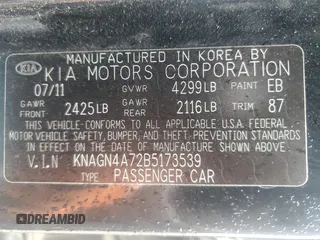 MANUFACTURED IN KOREA BY
KIA KIA MOTORS CORPORATION
07/11 GVWR 4299LB PAINT EB
GAWR FRONT 2425LB GAWR REAR 2116LB TRIM 87
THIS VEHICLE CONFORMS TO ALL APPLICABLE U.S.A. FEDERAL
MOTOR VEHICLE SAFETY, BUMPER, AND THEFT PREVENTION STANDARDS
IN EFFECT ON THE DATE OF MANUFACTURE SHOWN ABOVE.
V.I.N KNAGN4A72B5173539
TYPE PASSENGER CAR
DREAMBID